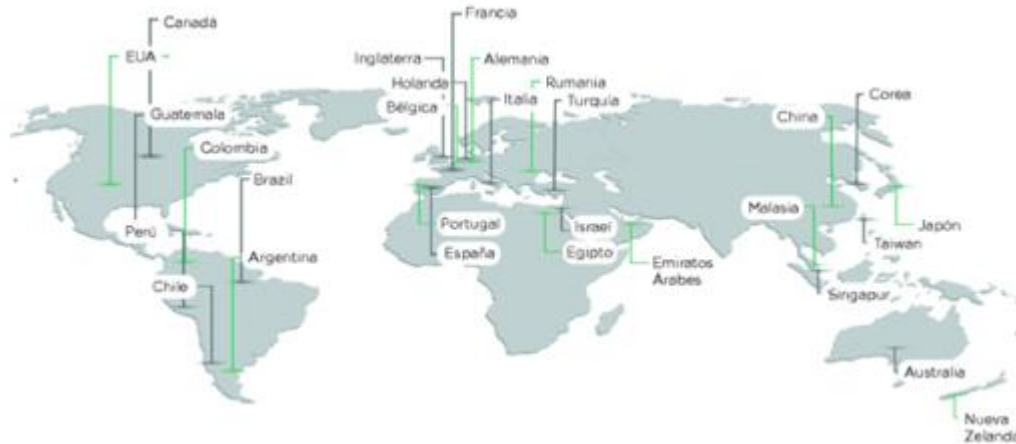 Canadá
EUA
Guatemala
Colombia
Brazil
Perú
Argentina
Chile
Francia
Inglaterra
Alemania
Holanda
Rumania
Bélgica
Italia
Turquía
Portugal
España
Israel
Egipto
Emiratos
Árabes
Corea
China
Malasia
Japón
Taiwan
Singapur
Australia
Nueva
Zelanda